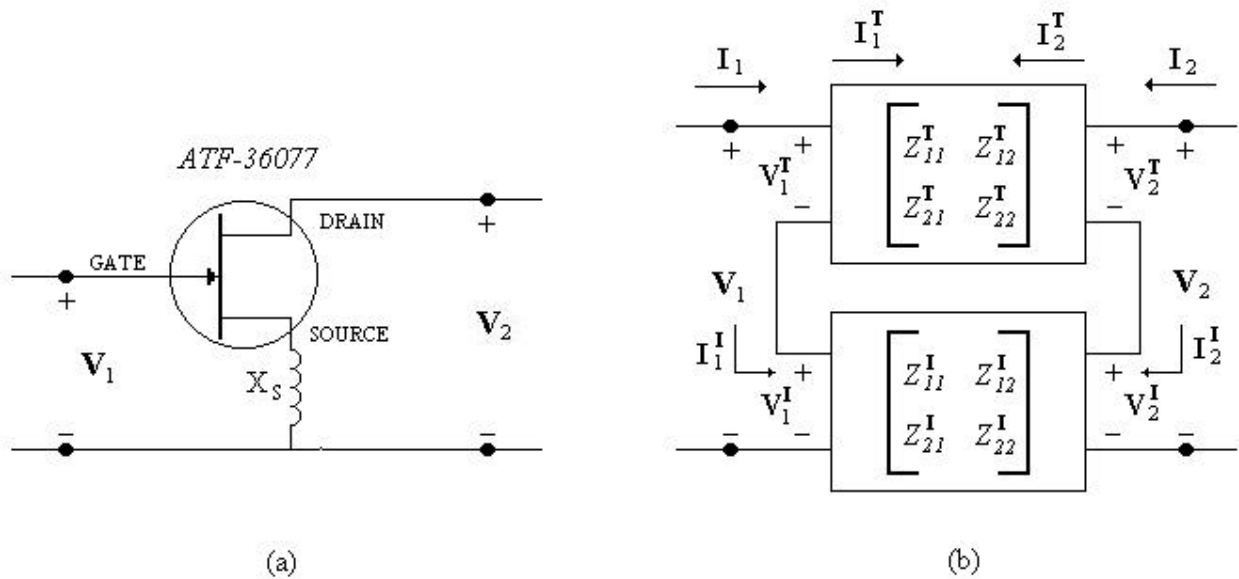 ATF-36077
DRAIN
GATE
SOURCE
+
+
+
V₁
V₂
X_S
−
−
(a)
I₁ᵀ I₂ᵀ
I₁ I₂
+ + + +
V₁ᵀ V₂ᵀ
Z₁₁ᵀ Z₁₂ᵀ
Z₂₁ᵀ Z₂₂ᵀ
− −
V₁ V₂
I₁ᴵ I₂ᴵ
+ +
V₁ᴵ V₂ᴵ
Z₁₁ᴵ Z₁₂ᴵ
Z₂₁ᴵ Z₂₂ᴵ
− − − −
(b)